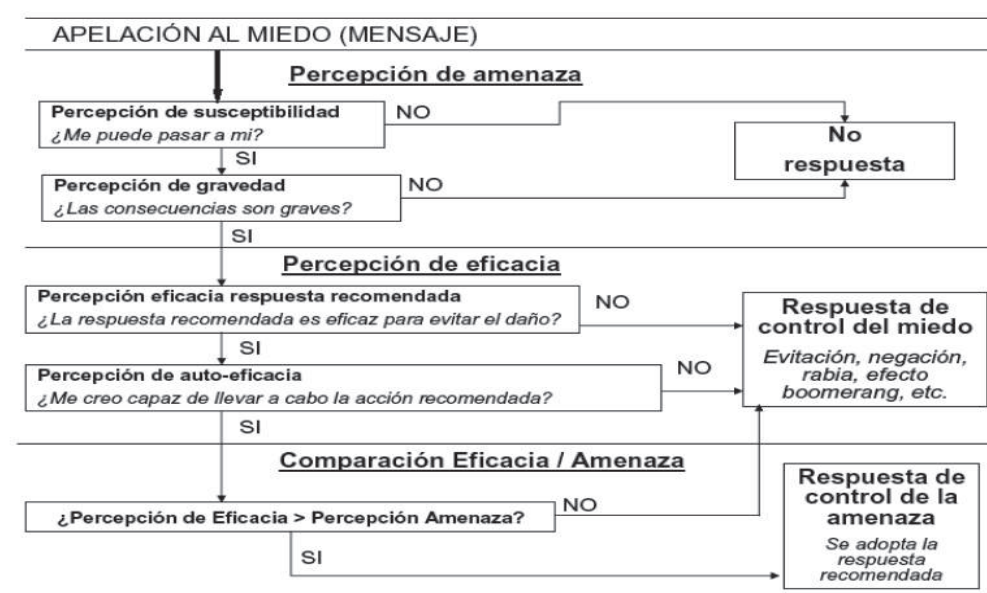 APELACIÓN AL MIEDO (MENSAJE)
Percepción de amenaza
Percepción de susceptibilidad
¿Me puede pasar a mi?
NO
SI
No
respuesta
Percepción de gravedad
¿Las consecuencias son graves?
NO
SI
Percepción de eficacia
Percepción eficacia respuesta recomendada
¿La respuesta recomendada es eficaz para evitar el daño?
NO
SI
Respuesta de
control del miedo
Evitación, negación,
rabia, efecto
boomerang, etc.
Percepción de auto-eficacia
¿Me creo capaz de llevar a cabo la acción recomendada?
NO
SI
Comparación Eficacia / Amenaza
¿Percepción de Eficacia > Percepción Amenaza?
NO
SI
Respuesta de
control de la
amenaza
Se adopta la
respuesta
recomendada